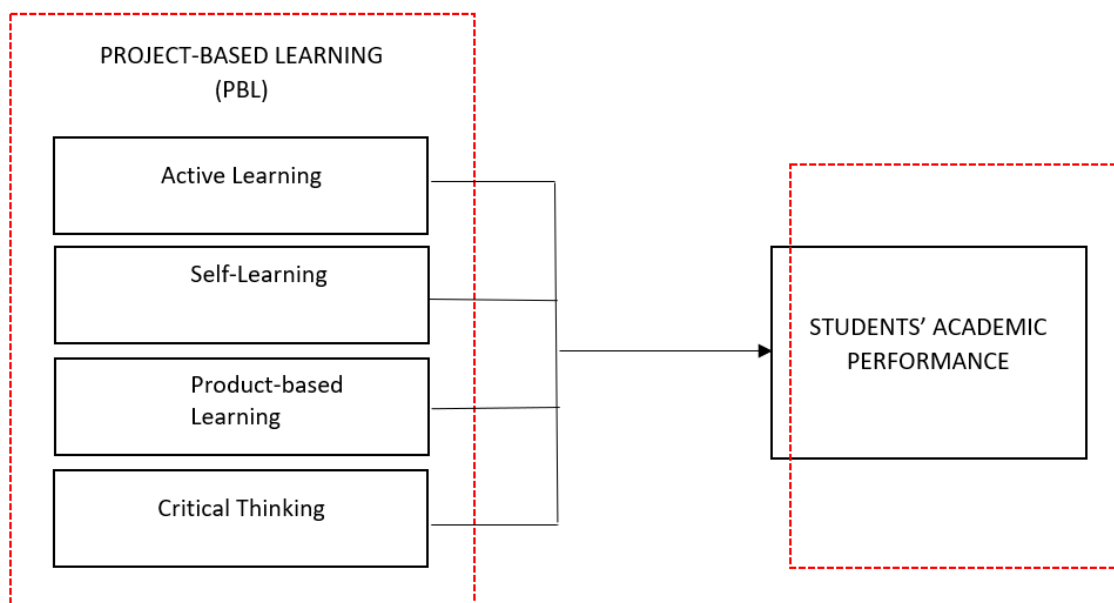 PROJECT-BASED LEARNING
(PBL)
Active Learning
Self-Learning
Product-based
Learning
Critical Thinking
STUDENTS’ ACADEMIC
PERFORMANCE